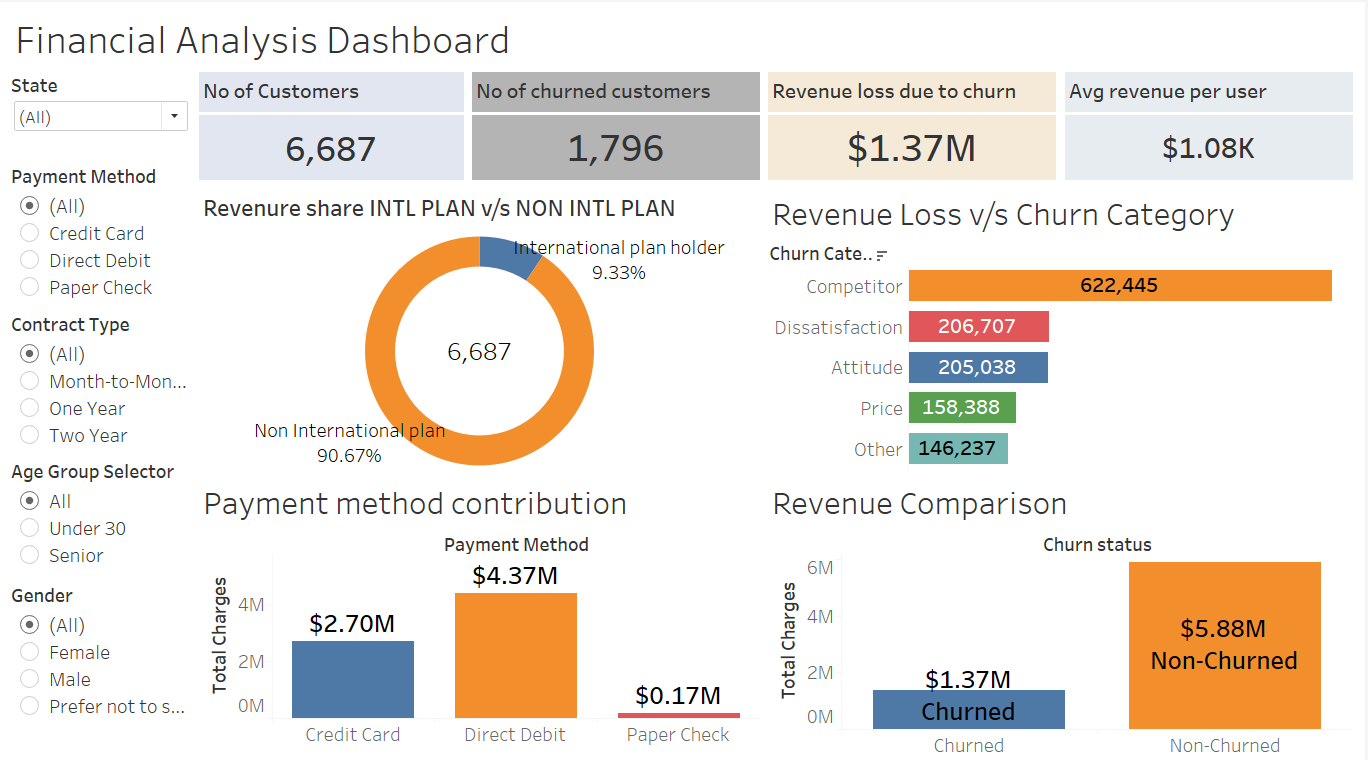 Financial Analysis Dashboard
State
(All)
Payment Method
(All)
Credit Card
Direct Debit
Paper Check
Contract Type
(All)
Month-to-Mon...
One Year
Two Year
Age Group Selector
All
Under 30
Senior
Gender
(All)
Female
Male
Prefer not to s...
No of Customers
6,687
No of churned customers
1,796
Revenue loss due to churn
$1.37M
Avg revenue per user
$1.08K
Revenure share INTL PLAN v/s NON INTL PLAN
International plan holder
9.33%
6,687
Non International plan
90.67%
Revenue Loss v/s Churn Category
Churn Cate..
Competitor 622,445
Dissatisfaction 206,707
Attitude 205,038
Price 158,388
Other 146,237
Payment method contribution
Payment Method
Total Charges
4M
2M
0M
$2.70M
$4.37M
$0.17M
Credit Card
Direct Debit
Paper Check
Revenue Comparison
Churn status
Total Charges
6M
4M
2M
0M
$1.37M
Churned
$5.88M
Non-Churned
Churned
Non-Churned